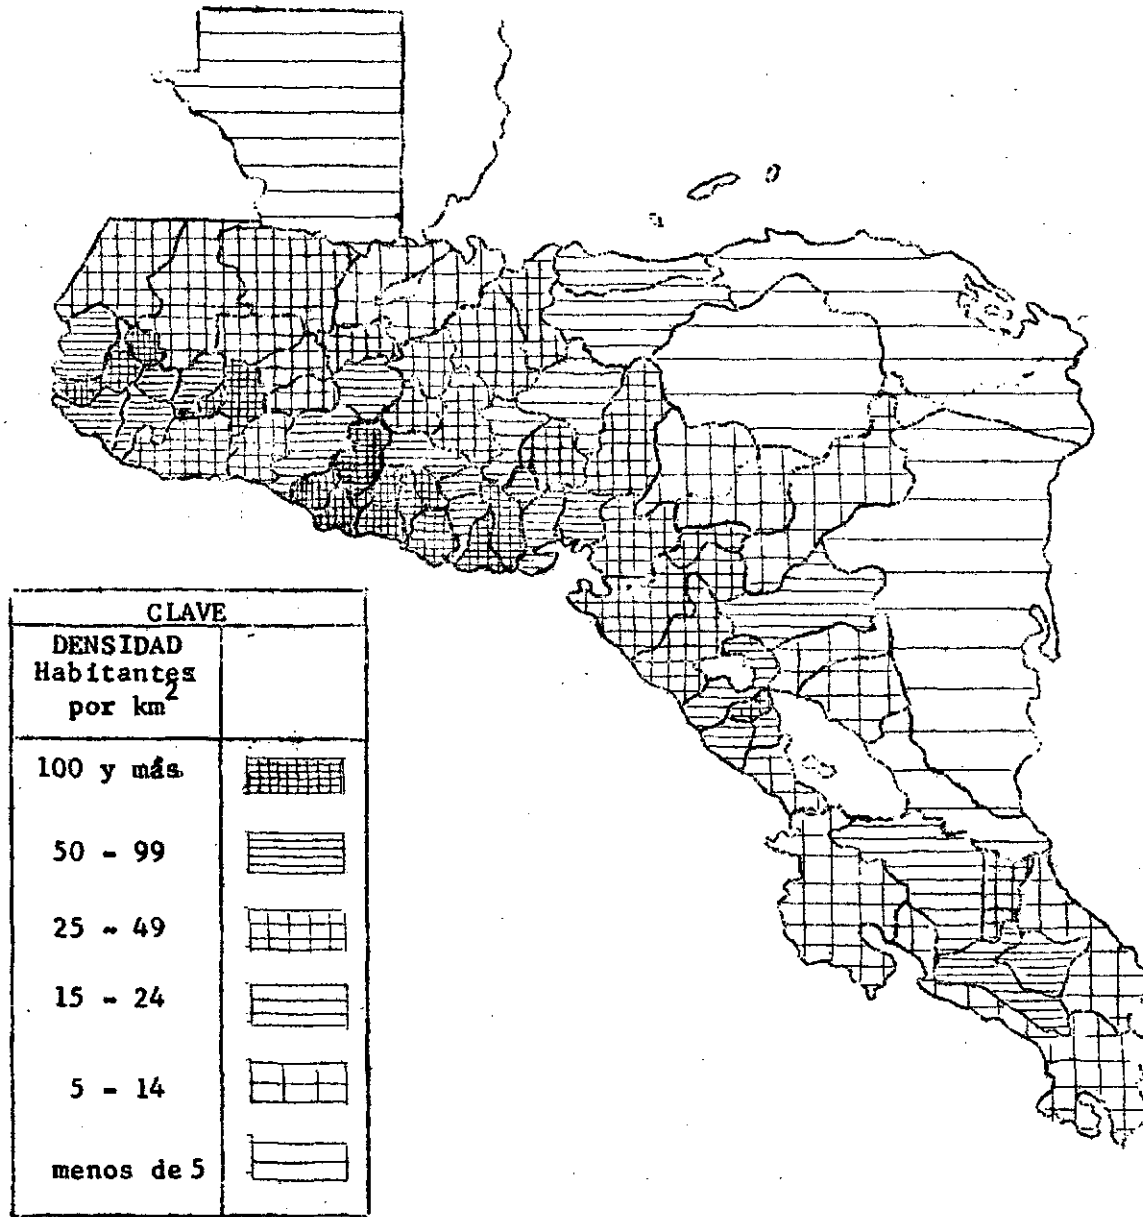 CLAVE
DENSIDAD
Habitantes
por km²
100 y más
50 - 99
25 - 49
15 - 24
5 - 14
menos de 5